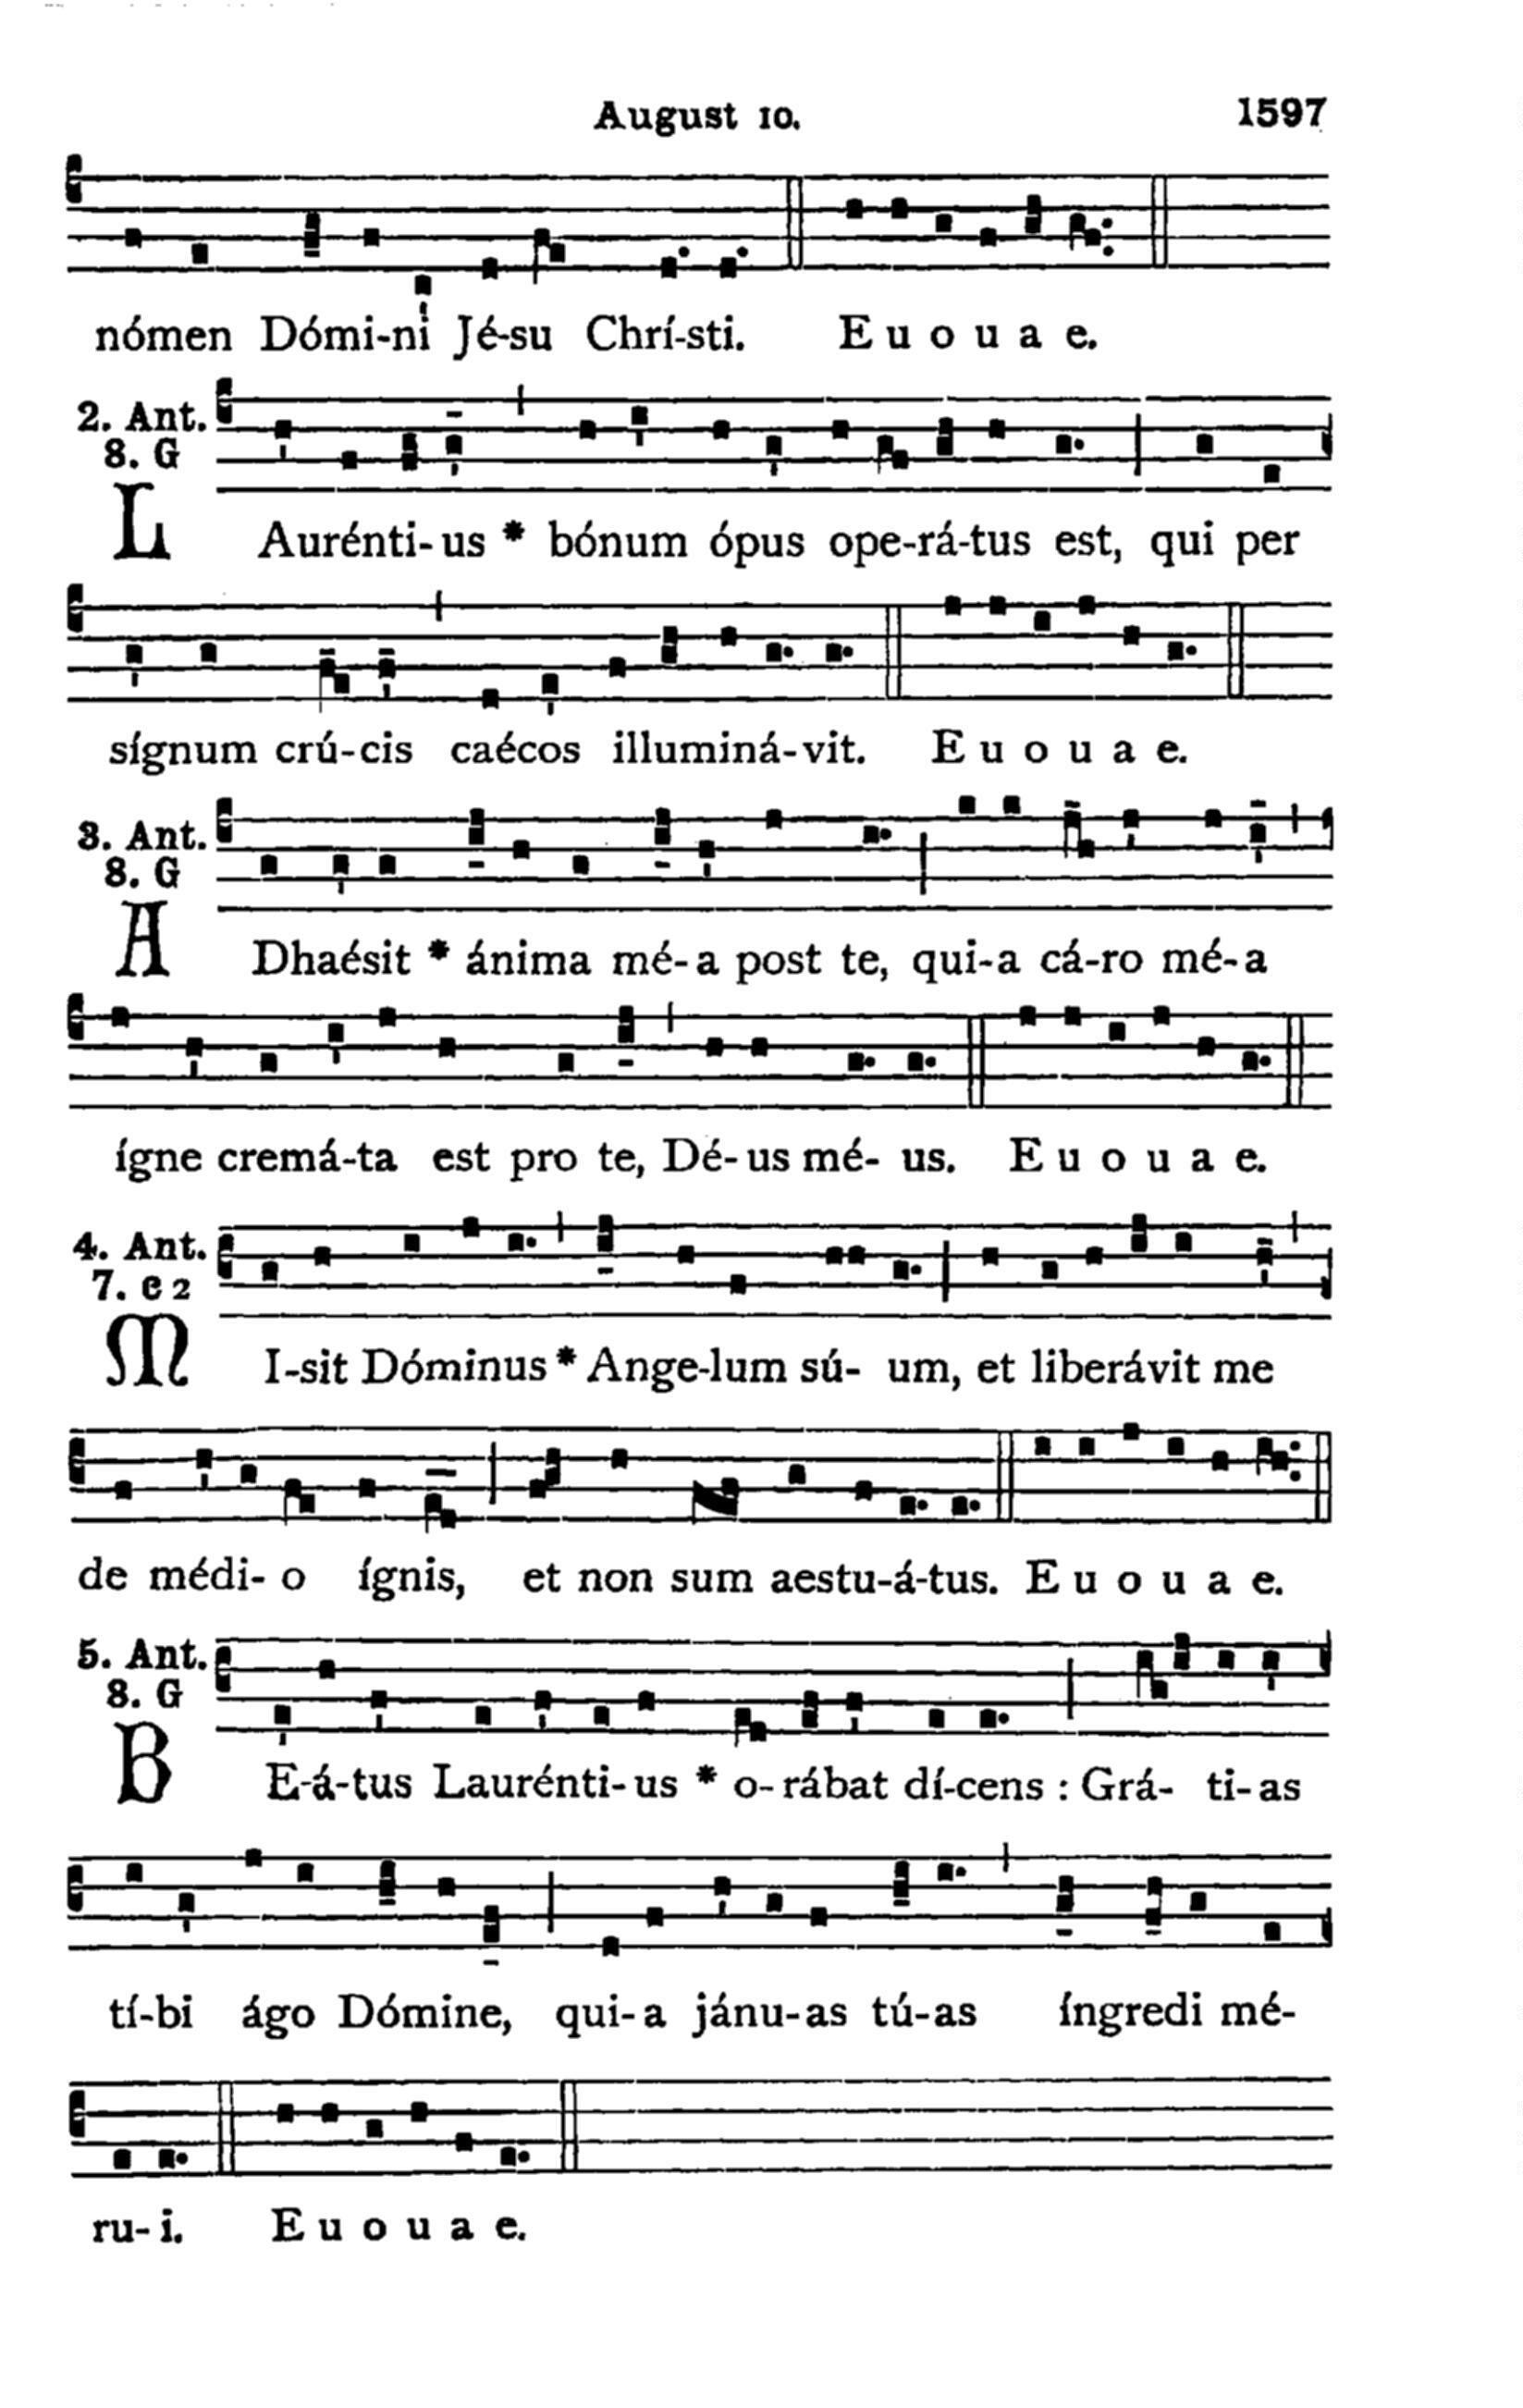 August 10. 1597
nómen Dómi-ni Jé-su Chrí-sti. E u o u a e.
2. Ant.
8. G
L Aurénti-us * bónum ópus ope-rá-tus est, qui per
sígnum crú-cis caécos illuminá-vit. E u o u a e.
3. Ant.
8. G
A Dhaésit * ánima mé-a post te, qui-a cá-ro mé-a
ígne cremá-ta est pro te, Dé-us mé- us. E u o u a e.
4. Ant.
7. c 2
M I-sit Dóminus * Ange-lum sú- um, et liberávit me
de médi- o ígnis, et non sum aestu-á-tus. E u o u a e.
5. Ant.
8. G
B E-á-tus Laurénti-us * o-rábat dí-cens : Grá- ti-as
tí-bi ágo Dómine, qui-a jánu-as tú-as íngredi mé-
ru-i. E u o u a e.